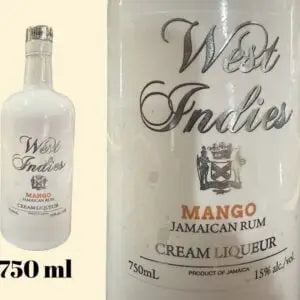 West
Indies
MANGO
JAMAICAN RUM
CREAM LIQUEUR
750 ml
West
Indies
MANGO
JAMAICAN RUM
CREAM LIQUEUR
750mL
PRODUCT OF JAMAICA
15% alc./vol.